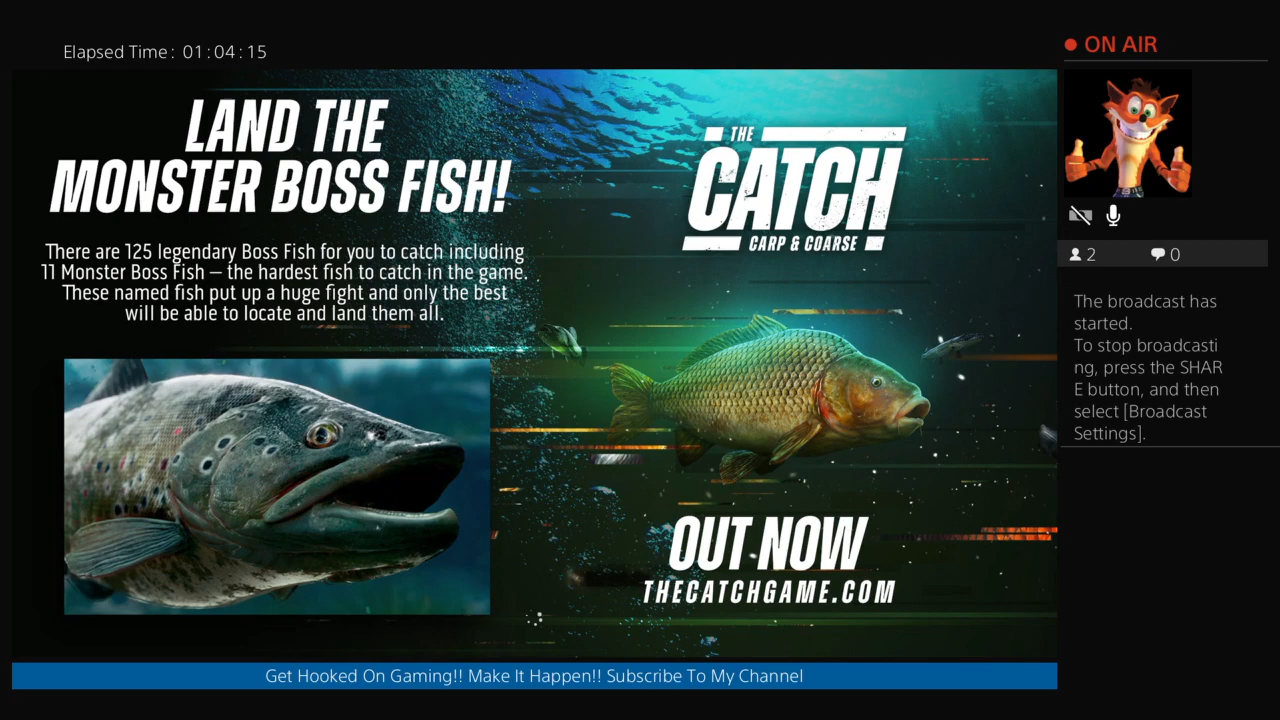 Elapsed Time: 01:04:15
ON AIR
LAND THE
MONSTER BOSS FISH!
There are 125 legendary Boss Fish for you to catch including
11 Monster Boss Fish – the hardest fish to catch in the game.
These named fish put up a huge fight and only the best
will be able to locate and land them all.
THE
CATCH
CARP & COARSE
OUT NOW
THECATCHGAME.COM
2
0
The broadcast has
started.
To stop broadcasti
ng, press the SHAR
E button, and then
select [Broadcast
Settings].
Get Hooked On Gaming!! Make It Happen!! Subscribe To My Channel